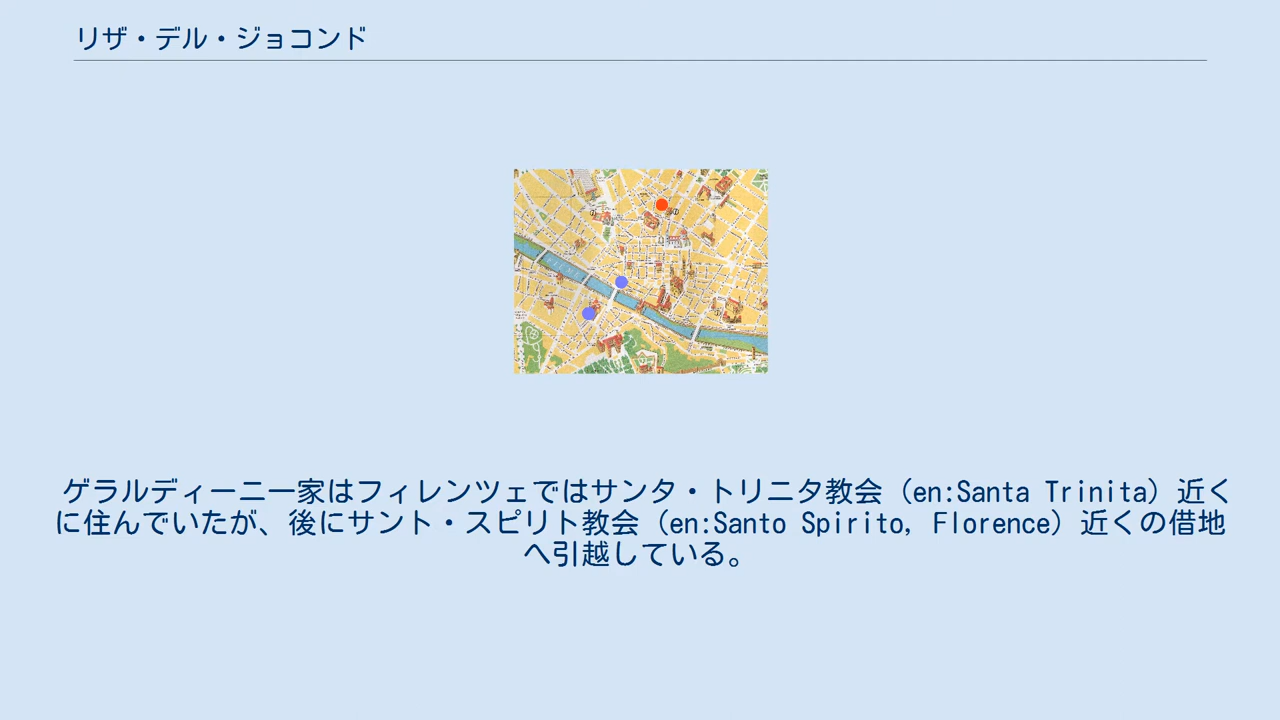 リザ・デル・ジョコンド
ゲラルディーニ一家はフィレンツェではサンタ・トリニタ教会（en:Santa Trinita）近く
に住んでいたが、後にサント・スピリト教会（en:Santo Spirito, Florence）近くの借地
へ引越している。